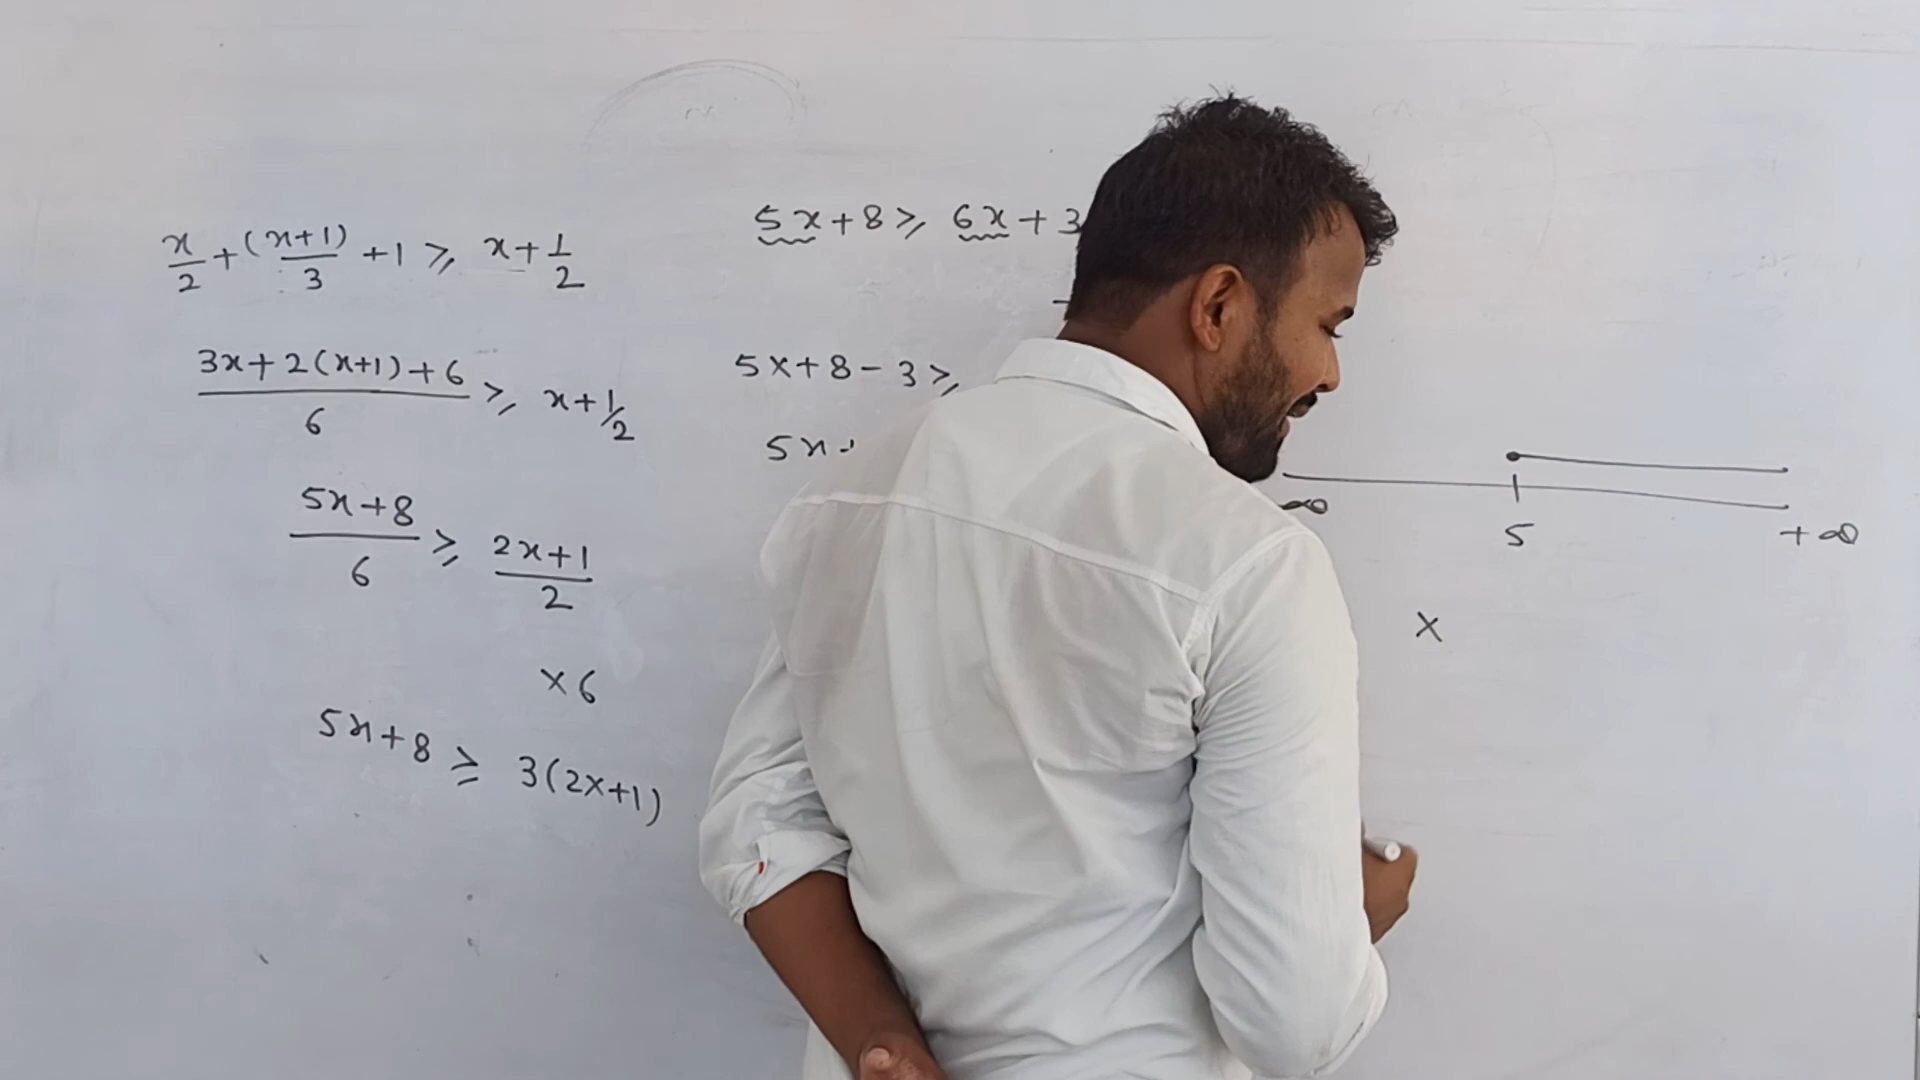 x/2 + (x+1)/3 + 1 ≥ x + 1/2
(3x + 2(x+1) + 6)/6 ≥ x + 1/2
(5x+8)/6 ≥ (2x+1)/2
× 6
5x+8 ≥ 3(2x+1)
5x+8 ≥ 6x+3
5x+8-3 ≥
5x
∞ 5 +∞
x